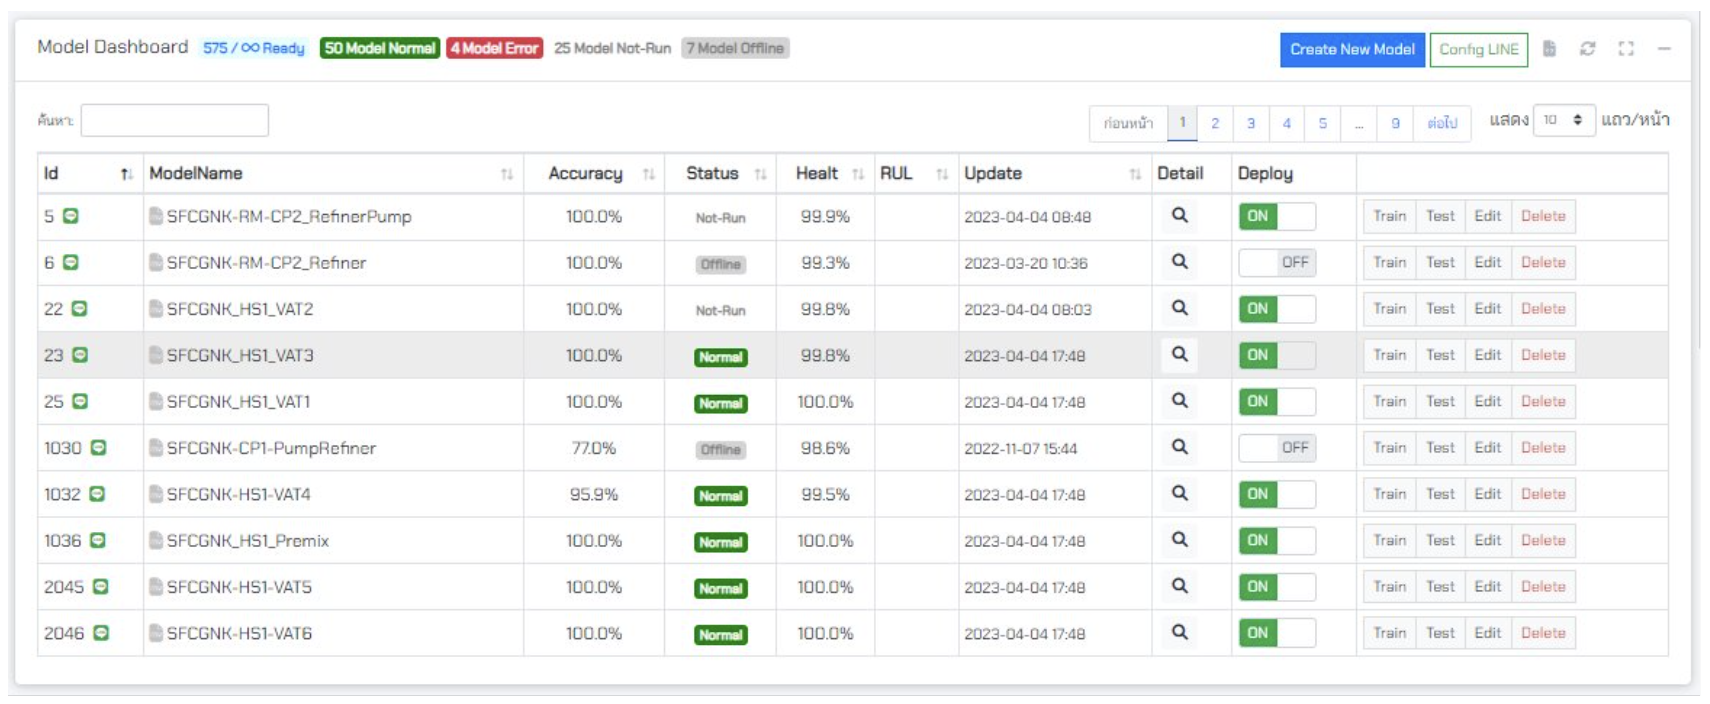 Model Dashboard 575 / ∞ Ready 50 Model Normal 4 Model Error 25 Model Not-Run 7 Model Offline Create New Model Config LINE
ค้นหา: ก่อนหน้า 1 2 3 4 5 ... 9 ต่อไป แสดง 10 แถว/หน้า
Id ModelName Accuracy Status Healt RUL Update Detail Deploy
5 SFCGNK-RM-CP2_RefinerPump 100.0% Not-Run 99.9% 2023-04-04 08:48 ON Train Test Edit Delete
6 SFCGNK-RM-CP2_Refiner 100.0% Offline 99.3% 2023-03-20 10:36 OFF Train Test Edit Delete
22 SFCGNK_HS1_VAT2 100.0% Not-Run 99.8% 2023-04-04 08:03 ON Train Test Edit Delete
23 SFCGNK_HS1_VAT3 100.0% Normal 99.8% 2023-04-04 17:48 ON Train Test Edit Delete
25 SFCGNK_HS1_VAT1 100.0% Normal 100.0% 2023-04-04 17:48 ON Train Test Edit Delete
1030 SFCGNK-CP1-PumpRefiner 77.0% Offline 98.6% 2022-11-07 15:44 OFF Train Test Edit Delete
1032 SFCGNK-HS1-VAT4 95.9% Normal 99.5% 2023-04-04 17:48 ON Train Test Edit Delete
1036 SFCGNK_HS1_Premix 100.0% Normal 100.0% 2023-04-04 17:48 ON Train Test Edit Delete
2045 SFCGNK-HS1-VAT5 100.0% Normal 100.0% 2023-04-04 17:48 ON Train Test Edit Delete
2046 SFCGNK-HS1-VAT6 100.0% Normal 100.0% 2023-04-04 17:48 ON Train Test Edit Delete